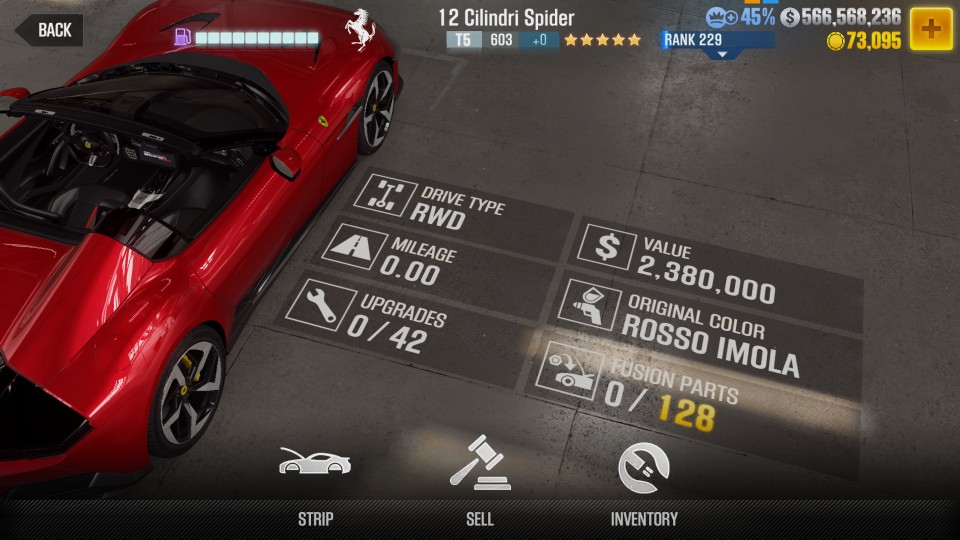 BACK
12 Cilindri Spider
T5 603 +0
RANK 229
45%
566,568,236
73,095
DRIVE TYPE
RWD
MILEAGE
0.00
UPGRADES
0 / 42
VALUE
2,380,000
ORIGINAL COLOR
ROSSO IMOLA
FUSION PARTS
0 / 128
STRIP
SELL
INVENTORY